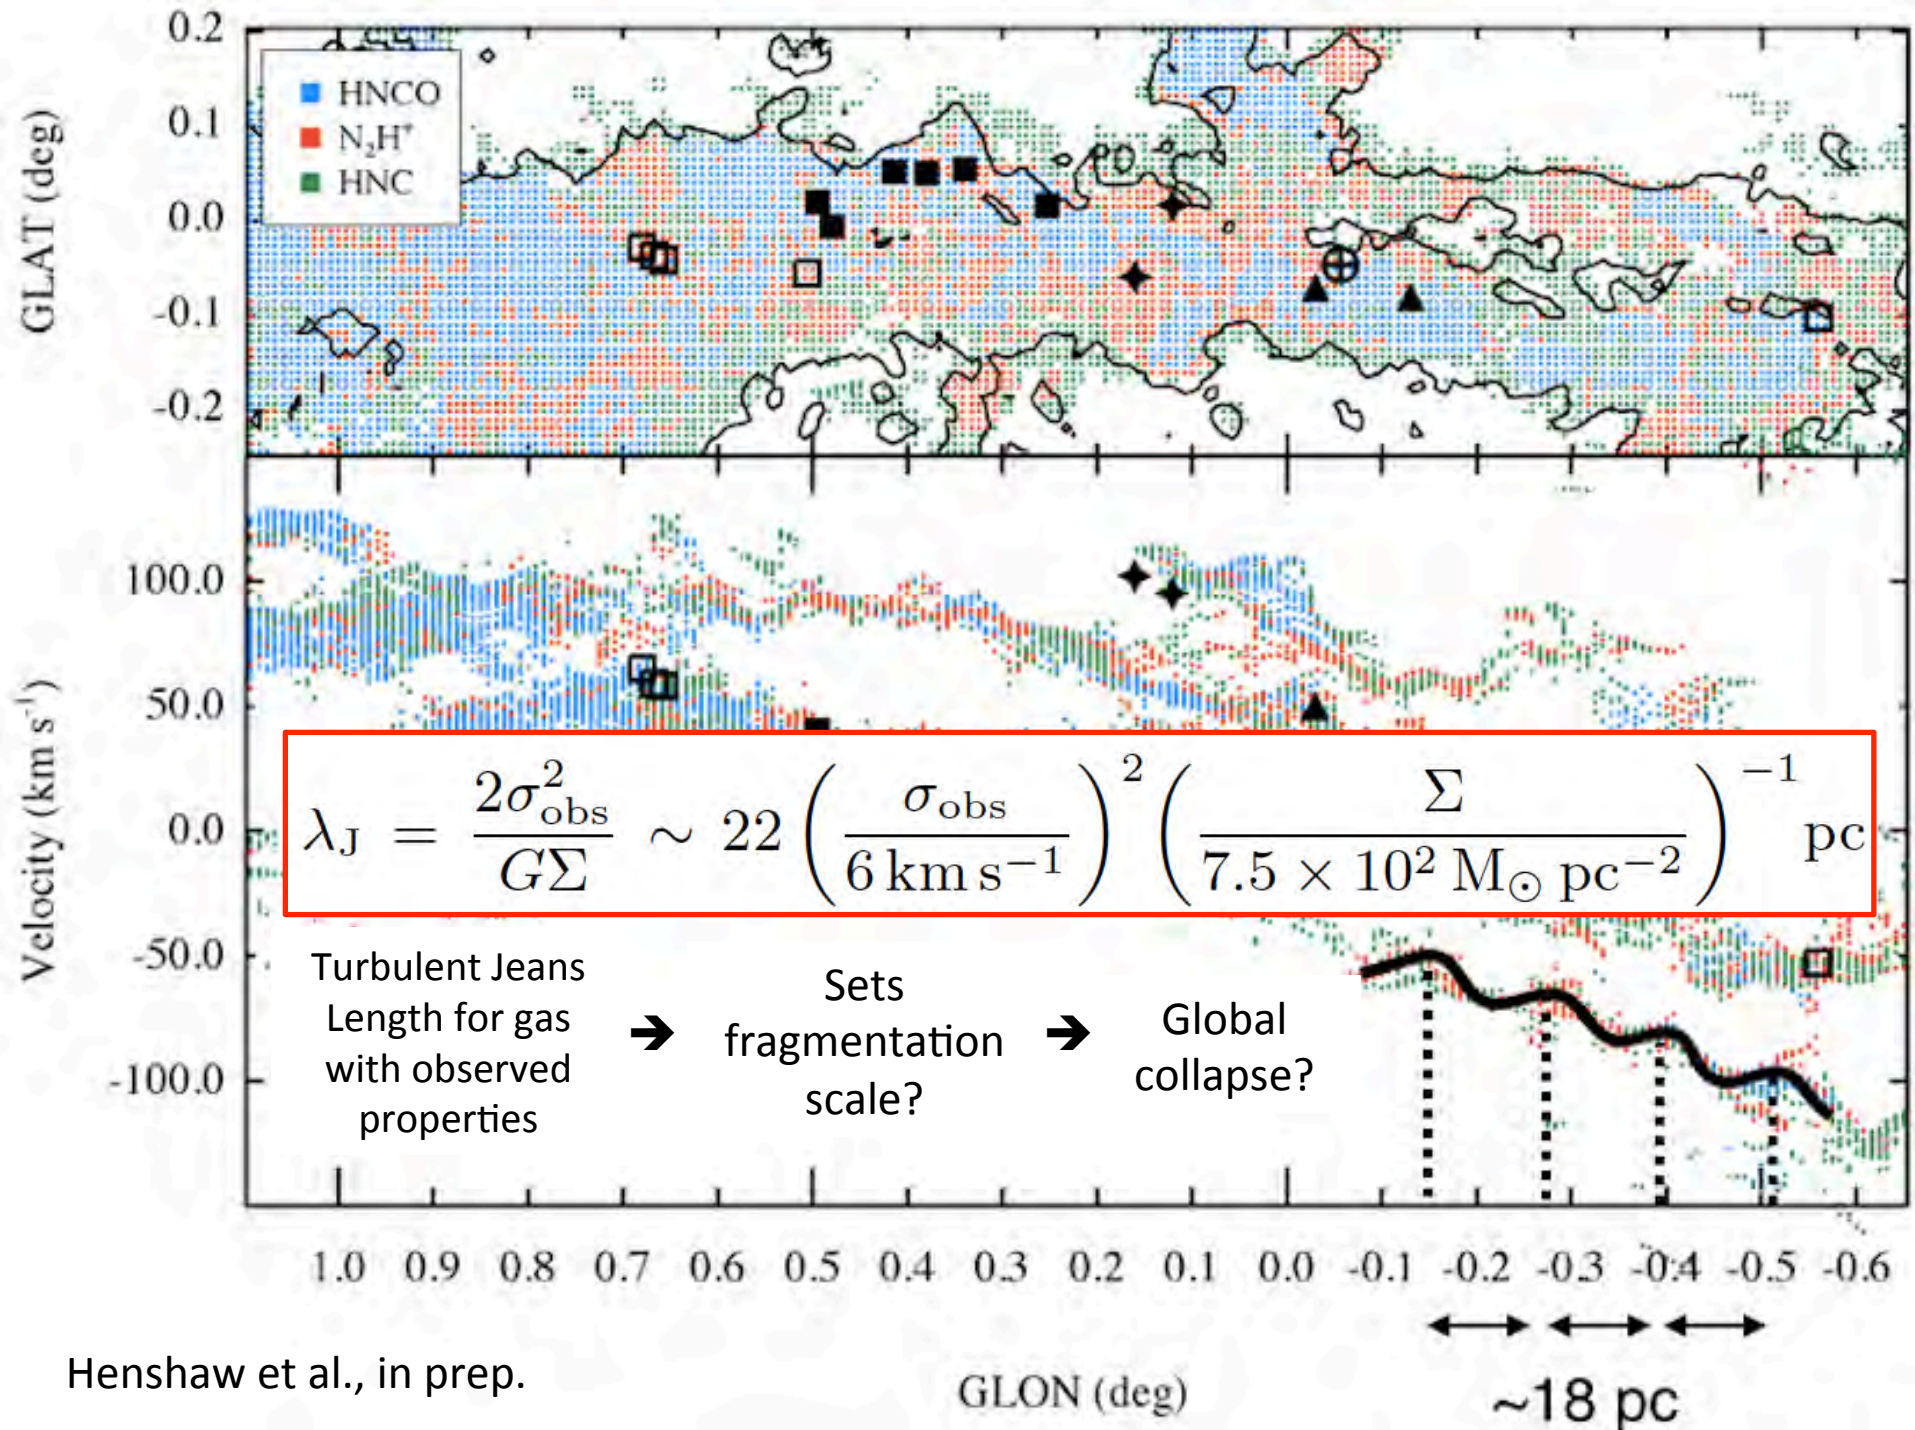 0.2
0.1
0.0
-0.1
-0.2
GLAT (deg)
HNCO
N₂H⁺
HNC
100.0
50.0
0.0
-50.0
-100.0
Velocity (km s⁻¹)
λ_J = 2σ²_obs / GΣ ∼ 22 (σ_obs / 6 km s⁻¹)² (Σ / 7.5 × 10² M☉ pc⁻²)⁻¹ pc
Turbulent Jeans
Length for gas
with observed
properties
➔
Sets
fragmentation
scale?
➔
Global
collapse?
1.0 0.9 0.8 0.7 0.6 0.5 0.4 0.3 0.2 0.1 0.0 -0.1 -0.2 -0.3 -0.4 -0.5 -0.6
Henshaw et al., in prep.
GLON (deg)
~18 pc